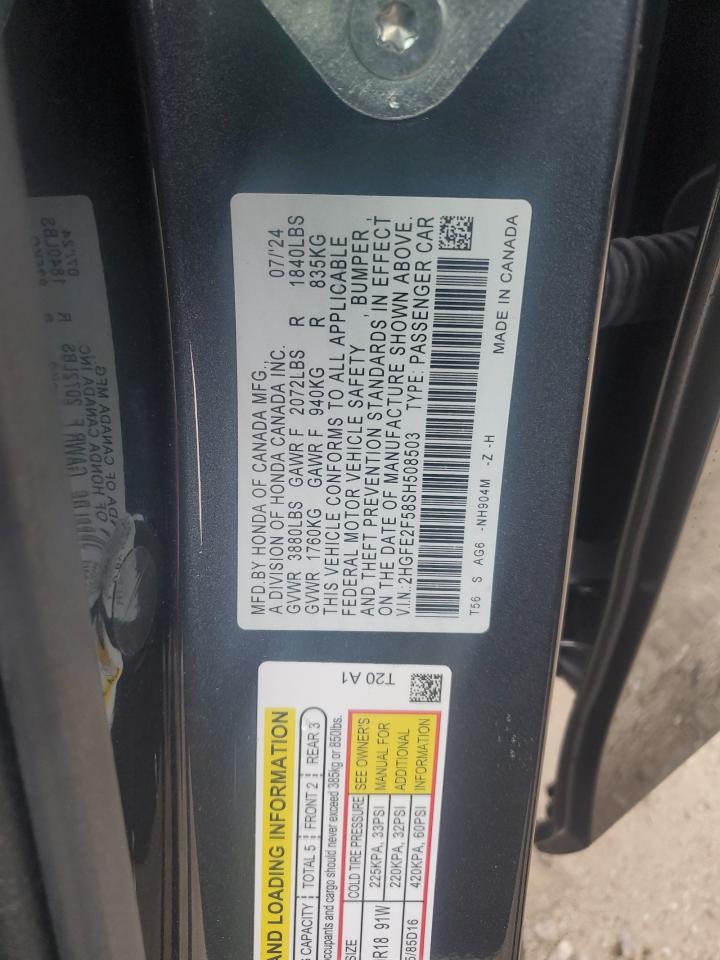 MFD.BY HONDA OF CANADA MFG., 07/'24
A DIVISION OF HONDA CANADA INC.
GVWR 3880LBS GAWR F 2072LBS R 1840LBS
GVWR 1760KG GAWR F 940KG R 835KG
THIS VEHICLE CONFORMS TO ALL APPLICABLE
FEDERAL MOTOR VEHICLE SAFETY , BUMPER ,
AND THEFT PREVENTION STANDARDS IN EFFECT
ON THE DATE OF MANUFACTURE SHOWN ABOVE.
V.I.N.:2HGFE2F58SH508503 TYPE: PASSENGER CAR
T56 S AG6 -NH904M -Z -H
MADE IN CANADA
T20 A1
AND LOADING INFORMATION
CAPACITY TOTAL 5 FRONT 2 REAR 3
occupants and cargo should never exceed 385kg or 850lbs.
SIZE COLD TIRE PRESSURE SEE OWNER'S
R18 91W 225KPA, 33PSI MANUAL FOR
220KPA, 32PSI ADDITIONAL
5/85D16 420KPA, 60PSI INFORMATION